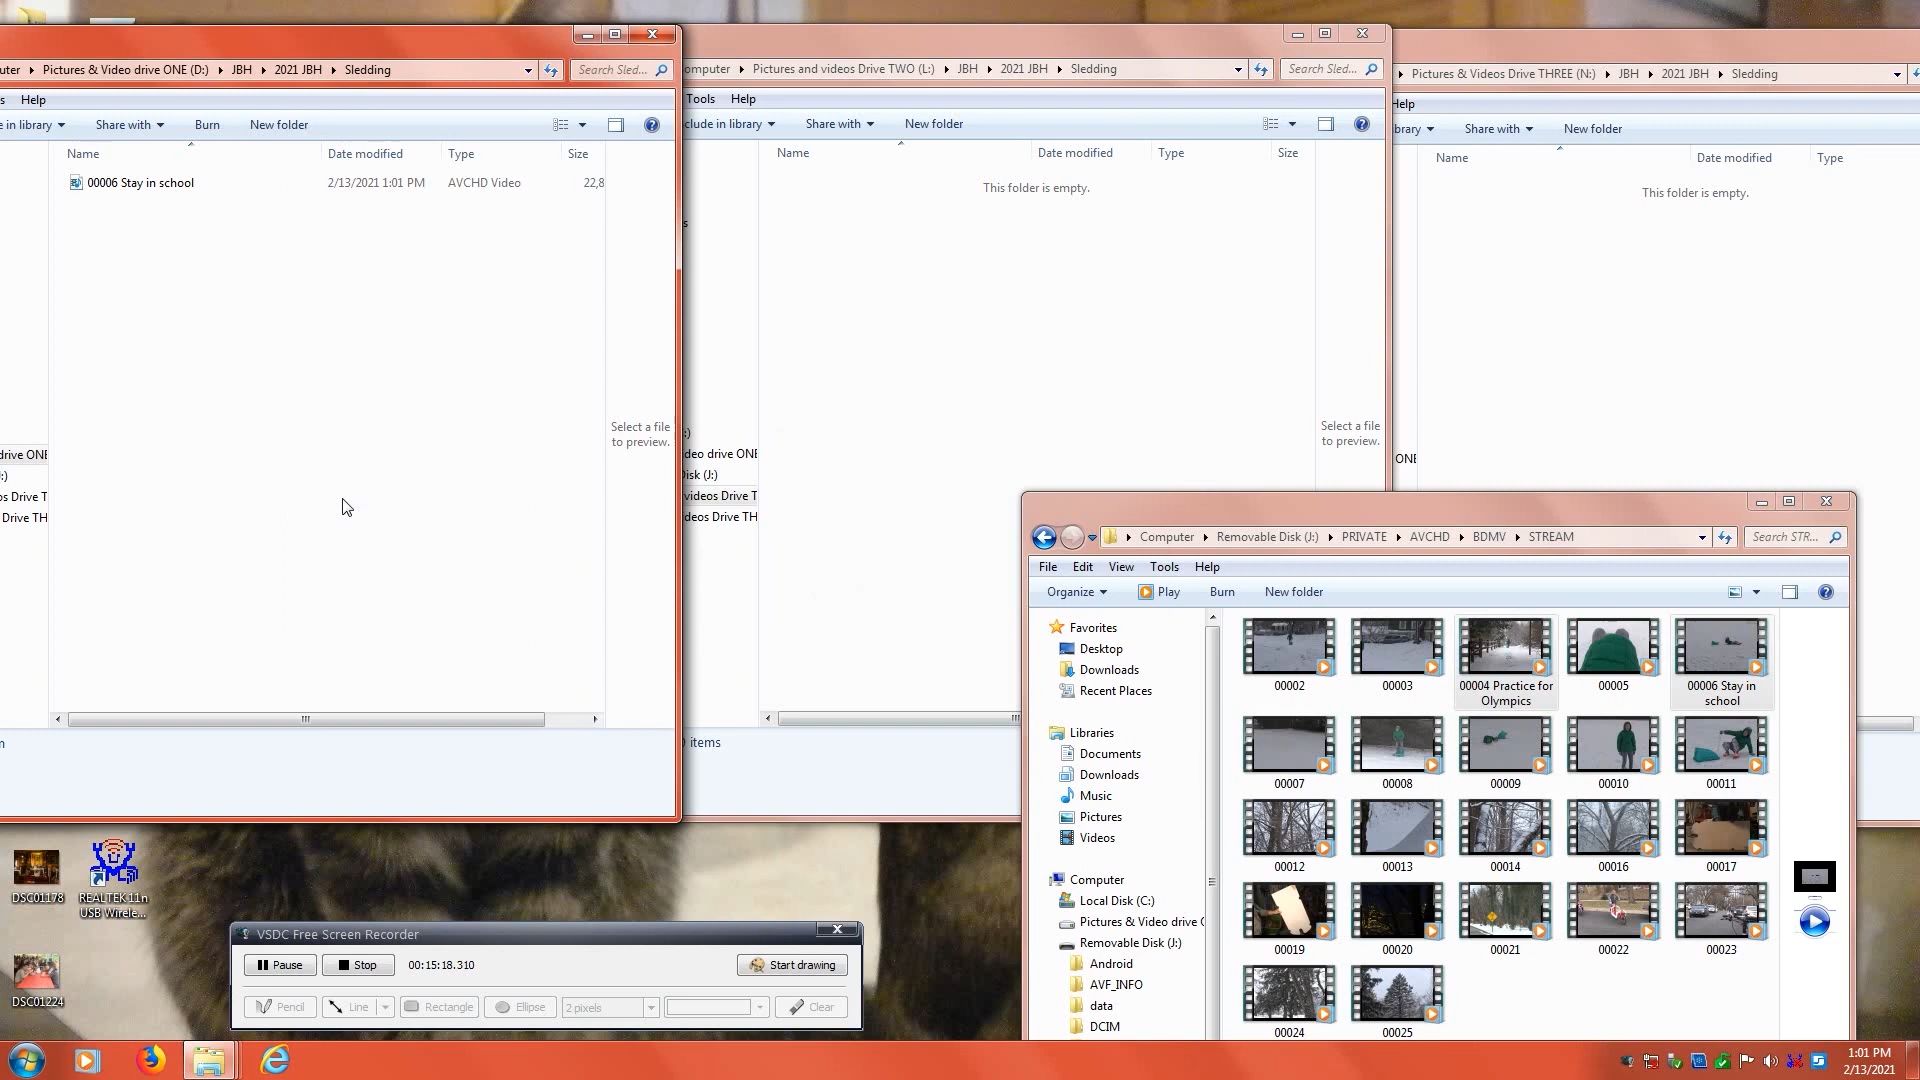 uter ▸ Pictures & Video drive ONE (D:) ▸ JBH ▸ 2021 JBH ▸ Sledding
Search Sled...
s Help
e in library Share with Burn New folder
Name Date modified Type Size
00006 Stay in school 2/13/2021 1:01 PM AVCHD Video 22,8
Select a file
to preview.
drive ONE
:)
os Drive T
Drive TH
m
omputer ▸ Pictures and videos Drive TWO (L:) ▸ JBH ▸ 2021 JBH ▸ Sledding
Search Sled...
Tools Help
clude in library Share with New folder
Name Date modified Type Size
This folder is empty.
s
:)
deo drive ONE
Disk (J:)
videos Drive T
deos Drive TH
Select a file
to preview.
items
Pictures & Videos Drive THREE (N:) ▸ JBH ▸ 2021 JBH ▸ Sledding
Help
brary Share with New folder
Name Date modified Type
This folder is empty.
ONE
Computer ▸ Removable Disk (J:) ▸ PRIVATE ▸ AVCHD ▸ BDMV ▸ STREAM
Search STR...
File Edit View Tools Help
Organize Play Burn New folder
Favorites
Desktop
Downloads
Recent Places
Libraries
Documents
Downloads
Music
Pictures
Videos
Computer
Local Disk (C:)
Pictures & Video drive O
Removable Disk (J:)
Android
AVF_INFO
data
DCIM
00002 00003 00004 Practice for Olympics 00005 00006 Stay in school
00007 00008 00009 00010 00011
00012 00013 00014 00016 00017
00019 00020 00021 00022 00023
00024 00025
DSC01178
REALTEK 11n
USB Wirele...
DSC01224
VSDC Free Screen Recorder
Pause Stop 00:15:18.310 Start drawing
Pencil Line Rectangle Ellipse 2 pixels Clear
1:01 PM
2/13/2021